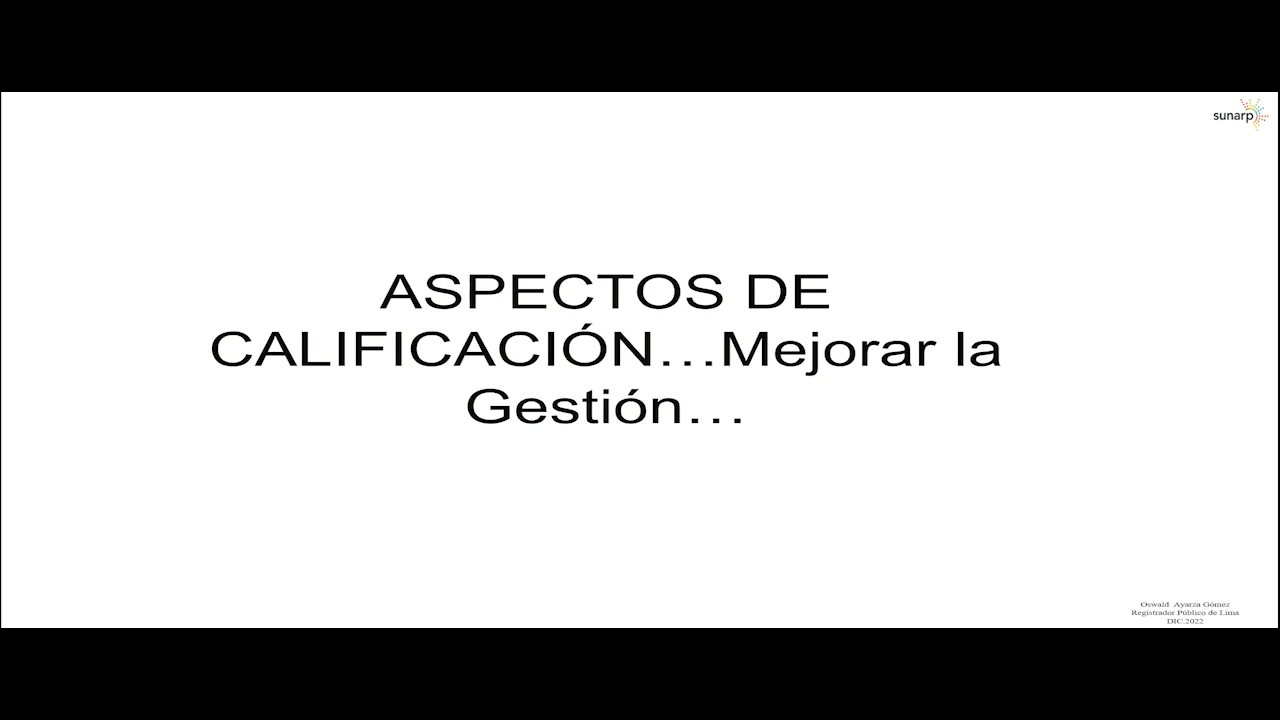 sunarp
ASPECTOS DE
CALIFICACIÓN...Mejorar la
Gestión...
Oswald Ayarza Gómez
Registrador Público de Lima
DIC.2022